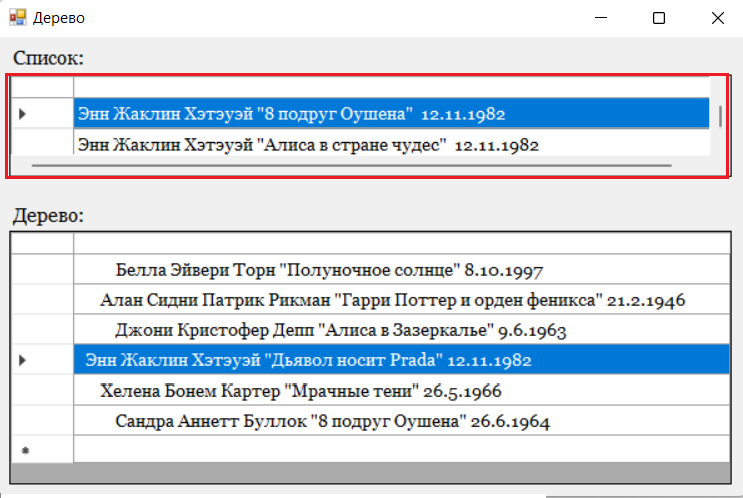 Дерево
Список:
Энн Жаклин Хэтэуэй "8 подруг Оушена"  12.11.1982
Энн Жаклин Хэтэуэй "Алиса в стране чудес"  12.11.1982
Дерево:
Белла Эйвери Торн "Полуночное солнце" 8.10.1997
Алан Сидни Патрик Рикман "Гарри Поттер и орден феникса" 21.2.1946
Джони Кристофер Депп "Алиса в Зазеркалье" 9.6.1963
Энн Жаклин Хэтэуэй "Дьявол носит Prada" 12.11.1982
Хелена Бонем Картер "Мрачные тени" 26.5.1966
Сандра Аннетт Буллок "8 подруг Оушена" 26.6.1964